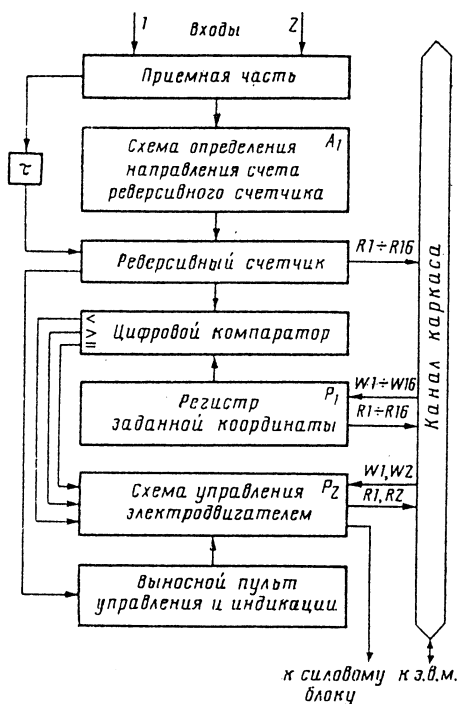 1 входы 2
Приемная часть
A1
Схема определения
направления счета
реверсивного счетчика
τ
Реверсивный счетчик
R1÷R16
<
>
=
Цифровой компаратор
P1
Регистр
заданной координаты
W1÷W16
R1÷R16
P2
Схема управления
электродвигателем
W1,W2
R1,R2
Выносной пульт
управления и индикации
Канал каркаса
к силовому
блоку
к э.в.м.